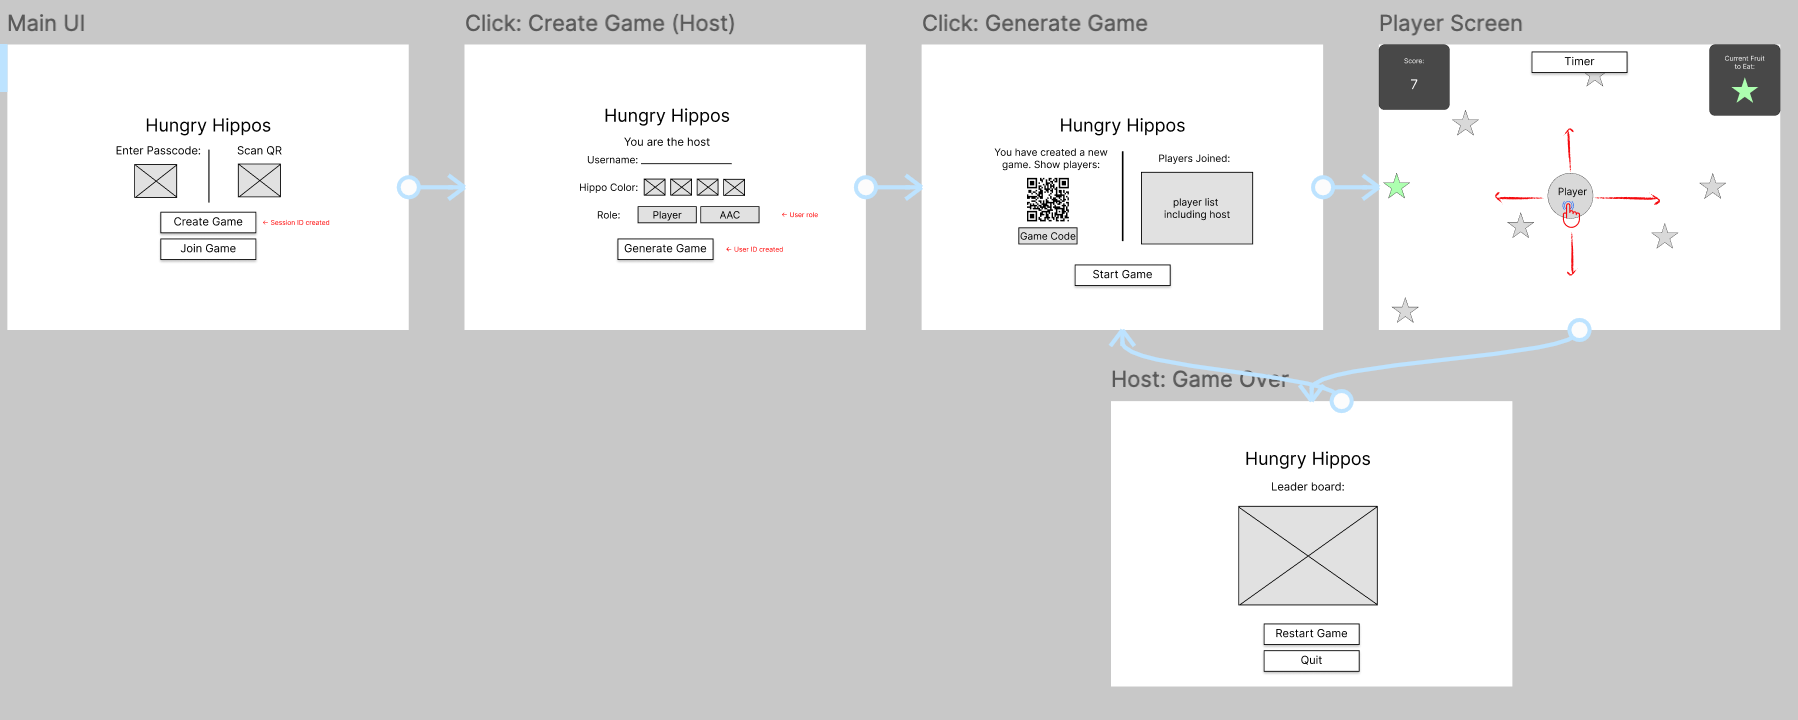 Main UI
Hungry Hippos
Enter Passcode:
Scan QR
Create Game
← Session ID created
Join Game
Click: Create Game (Host)
Hungry Hippos
You are the host
Username:
Hippo Color:
Role:
Player
AAC
← User role
Generate Game
← User ID created
Click: Generate Game
Hungry Hippos
You have created a new
game. Show players:
Game Code
Players Joined:
player list
including host
Start Game
Player Screen
Score:
7
Timer
Current Fruit
to Eat:
Player
Host: Game Over
Hungry Hippos
Leader board:
Restart Game
Quit